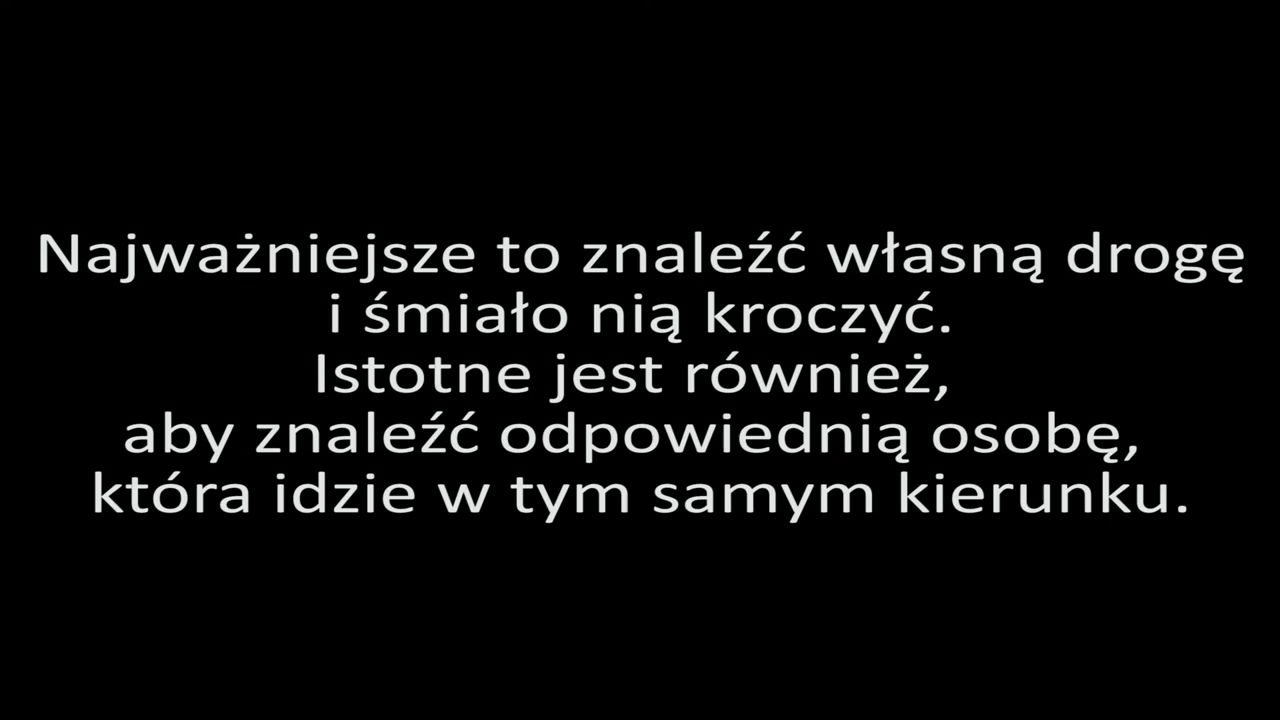 Najważniejsze to znaleźć własną drogę
i śmiało nią kroczyć.
Istotne jest również,
aby znaleźć odpowiednią osobę,
która idzie w tym samym kierunku.